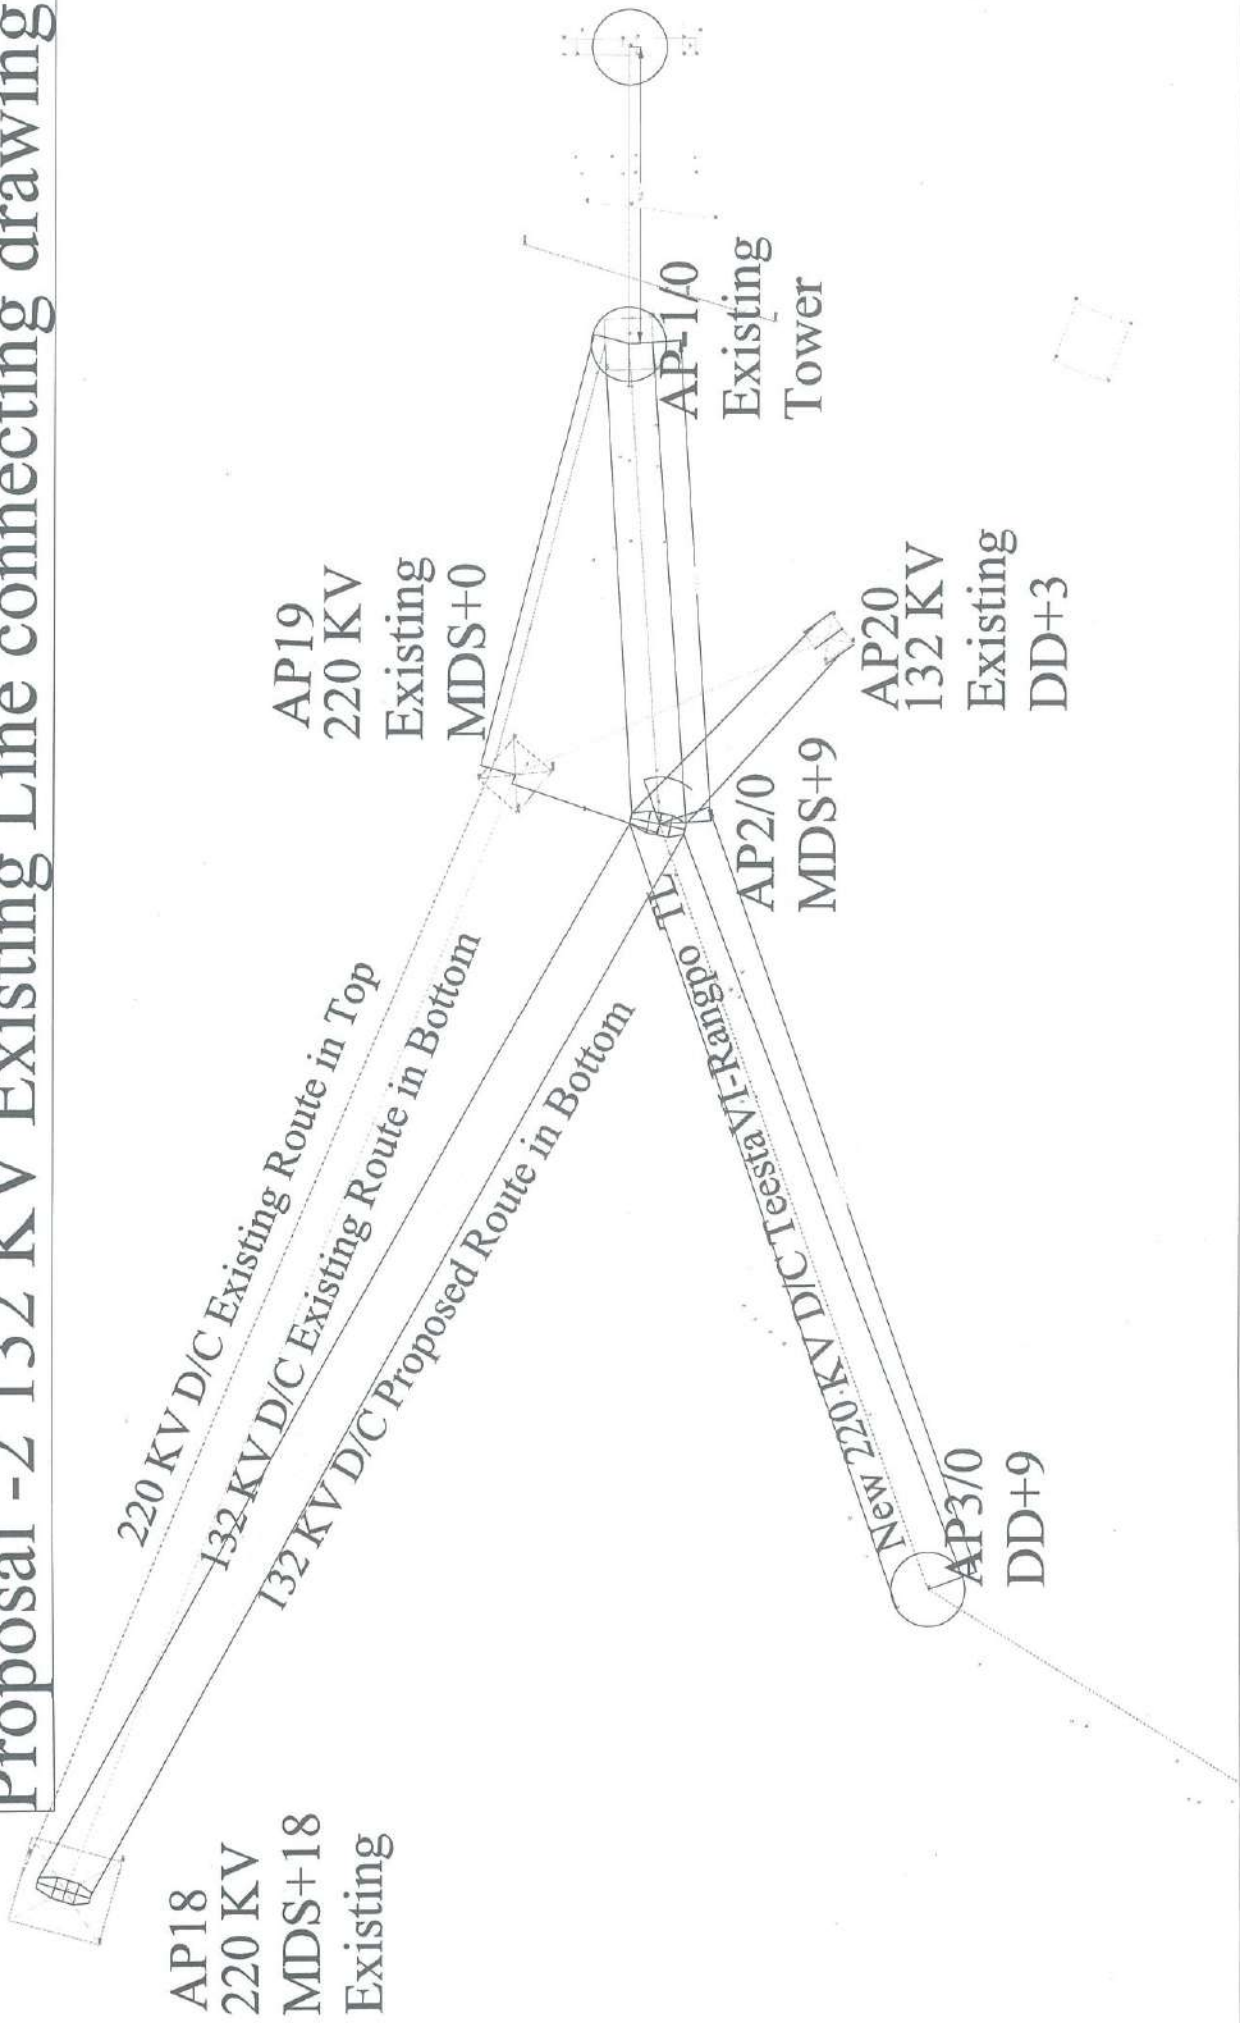 Proposal -2 132 KV Existing Line connecting drawing
AP18
220 KV
MDS+18
Existing
220 KV D/C Existing Route in Top
132 KV D/C Existing Route in Bottom
132 KV D/C Proposed Route in Bottom
AP19
220 KV
Existing
MDS+0
AP-1/0
Existing
Tower
AP20
132 KV
Existing
DD+3
AP2/0
MDS+9
New 220 KV D/C TeestaVI-Rangpo TL
AP3/0
DD+9